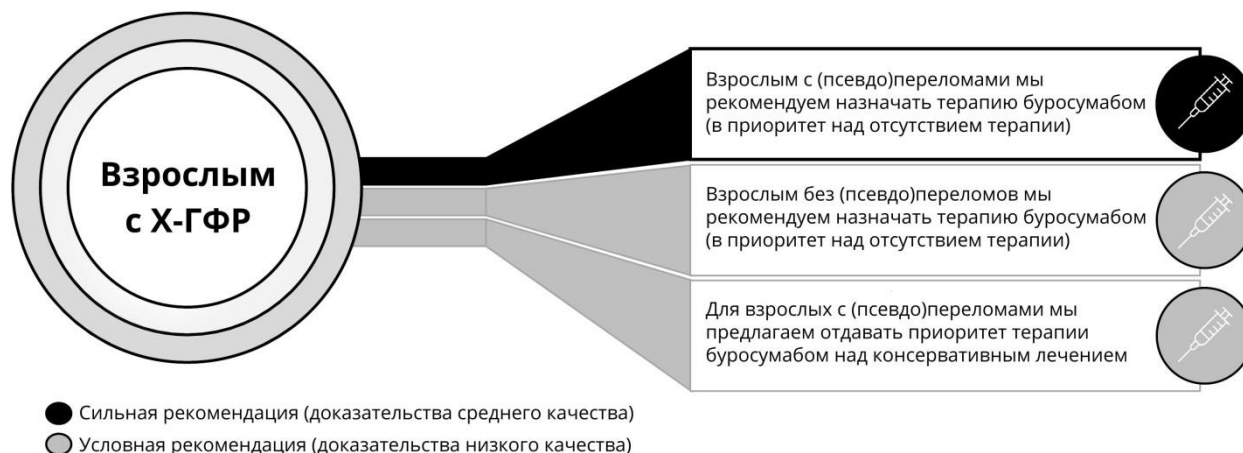 Взрослым
с Х-ГФР
Взрослым с (псевдо)переломами мы
рекомендуем назначать терапию буросумабом
(в приоритет над отсутствием терапии)
Взрослым без (псевдо)переломов мы
рекомендуем назначать терапию буросумабом
(в приоритет над отсутствием терапии)
Для взрослых с (псевдо)переломами мы
предлагаем отдавать приоритет терапии
буросумабом над консервативным лечением
Сильная рекомендация (доказательства среднего качества)
Условная рекомендация (доказательства низкого качества)